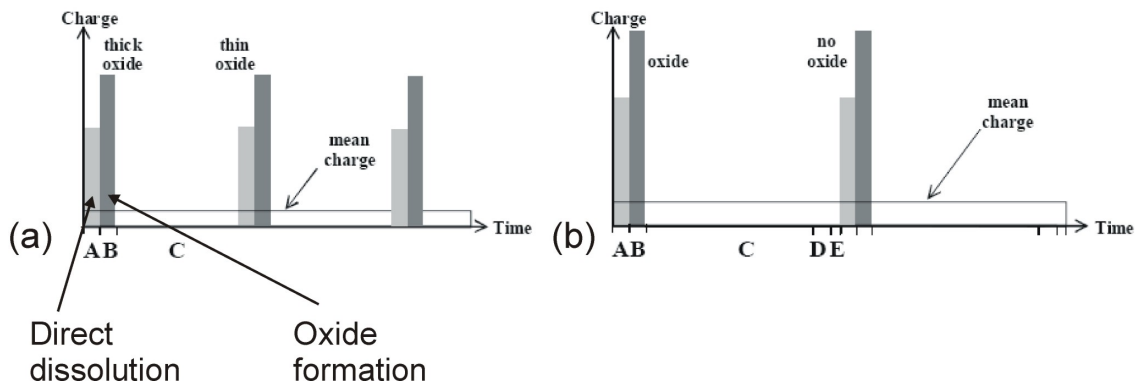 Charge
thick
oxide
thin
oxide
mean
charge
Time
(a)
A B
C
Direct
dissolution
Oxide
formation
Charge
oxide
no
oxide
mean
charge
Time
(b)
A B
C
D E